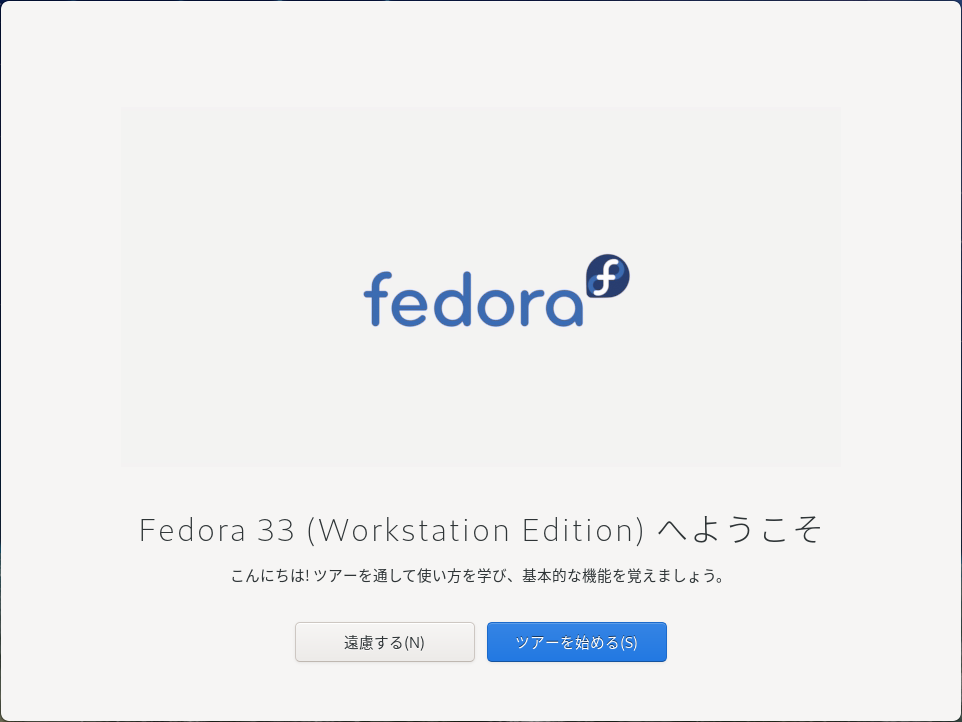 fedora
Fedora 33 (Workstation Edition) へようこそ
こんにちは! ツアーを通して使い方を学び、基本的な機能を覚えましょう。
遠慮する(N)
ツアーを始める(S)